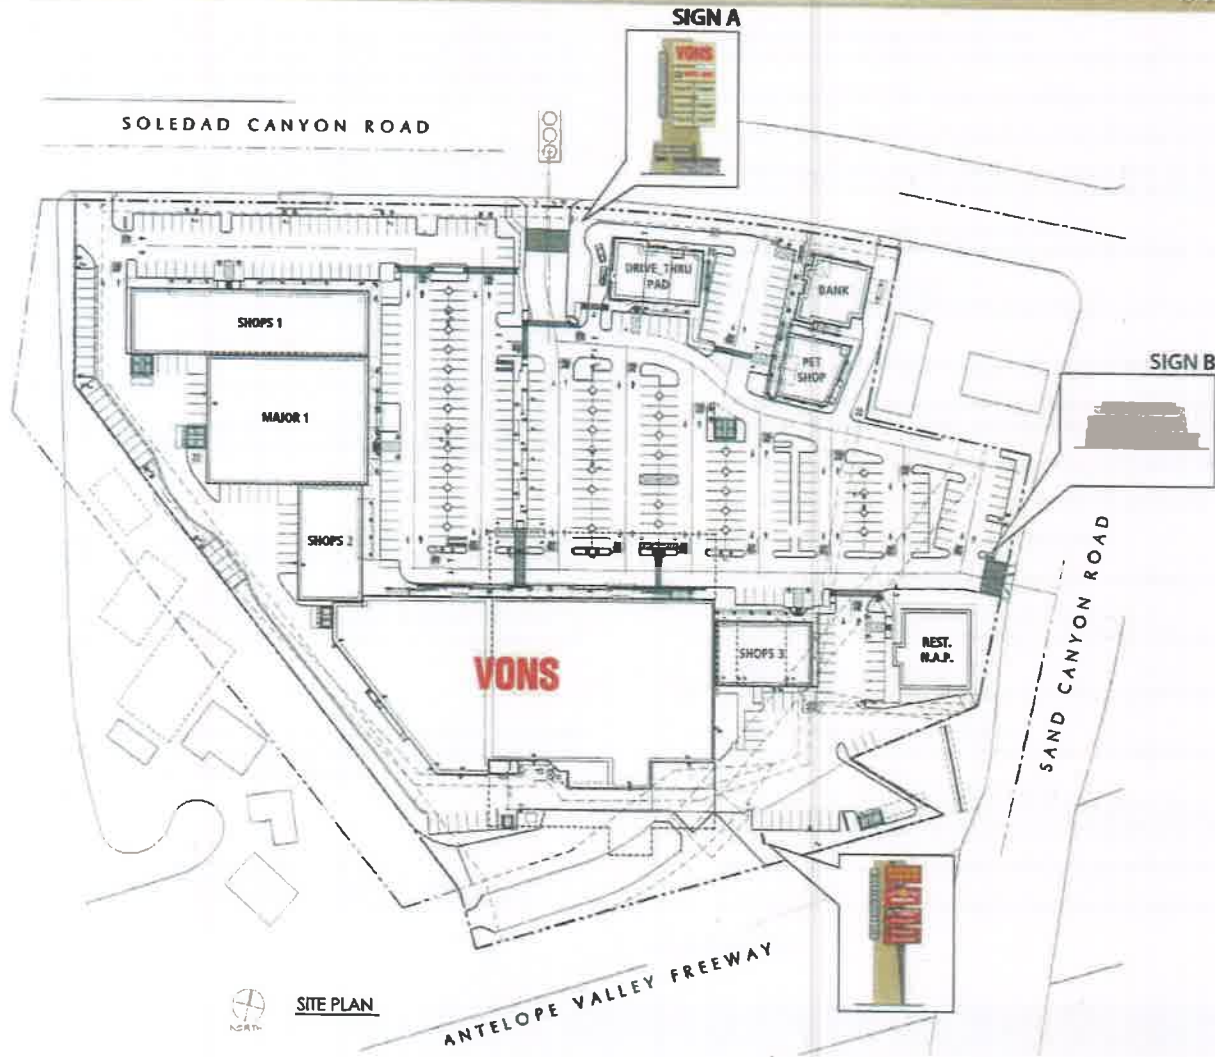 SIGN A
VONS
SOLEDAD CANYON ROAD
DRIVE THRU
PAD
BANK
SHOPS 1
PET
SHOP
SIGN B
MAJOR 1
SHOPS 2
SAND CANYON ROAD
SHOPS 3
REST.
N.A.P.
VONS
ANTELOPE VALLEY FREEWAY
SITE PLAN
NORTH